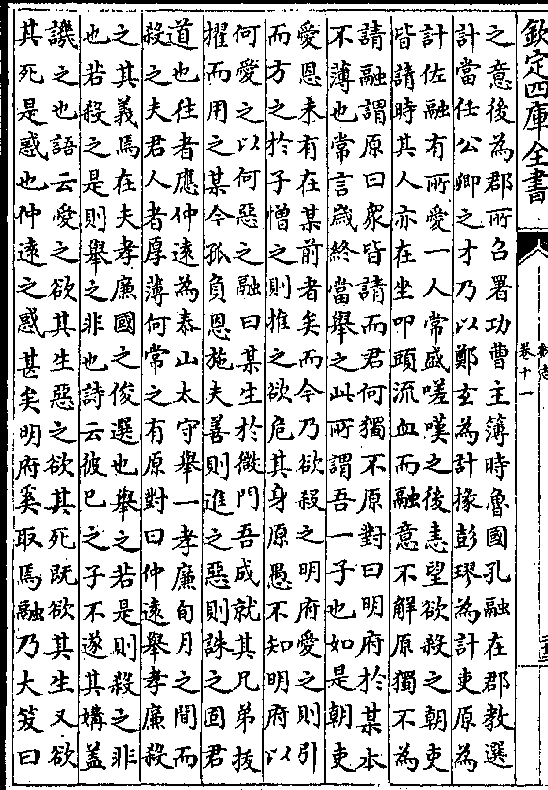 欽定四庫全書
卷十一
之意後為郡所召署功曹主簿時魯國孔融在郡教選
計當任公卿之才乃以鄭玄為計掾彭璆為計吏原為
計佐融有所愛一人常盛嗟嘆之後恚望欲殺之朝吏
皆請時其人亦在坐叩頭流血而融意不解原獨不為
請融謂原曰衆皆請而君何獨不原對曰明府於某本
不薄也常言歲終當舉之此所謂吾一子也如是朝吏
愛恩未有在某前者矣而今乃欲殺之明府愛之則引
而方之於子憎之則推之欲危其身原愚不知明府以
何愛之以何惡之融曰某生於微門吾成就其兄弟拔
擢而用之某今孤負恩施夫善則進之惡則誅之固君
道也往者應仲遠為泰山太守舉一孝廉旬月之間而
殺之夫君人者厚薄何常之有原對曰仲遠舉孝廉殺
之其義焉在夫孝廉國之俊選也舉之若是則殺之非
也若殺之是則舉之非也詩云彼已之子不遂其媾蓋
譏之也語云愛之欲其生惡之欲其死既欲其生又欲
其死是惑也仲遠之惑甚矣明府奚取焉融乃大笑曰